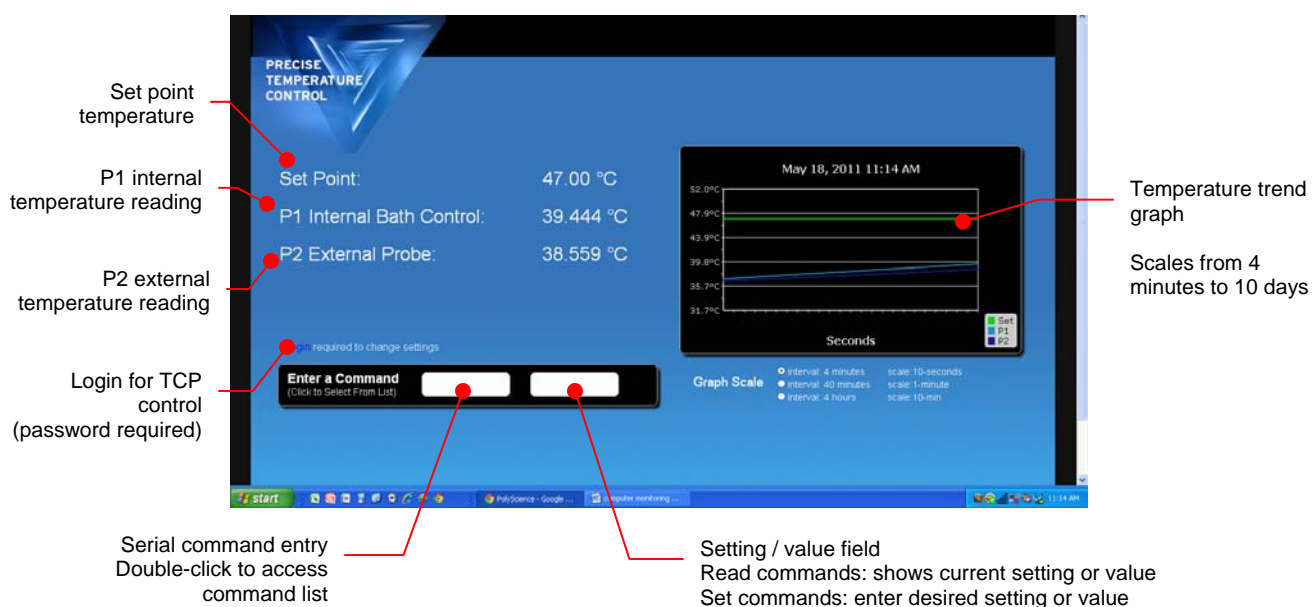 PRECISE
TEMPERATURE
CONTROL
Set point
temperature
P1 internal
temperature reading
P2 external
temperature reading
Login for TCP
control
(password required)
Set Point: 47.00 °C
P1 Internal Bath Control: 39.444 °C
P2 External Probe: 38.559 °C
required to change settings
Enter a Command
(Click to Select From List)
May 18, 2011 11:14 AM
52.0°C
47.9°C
43.9°C
39.8°C
35.7°C
31.7°C
Seconds
Set
P1
P2
Graph Scale
interval: 4 minutes scale:10-seconds
interval: 40 minutes scale:1-minute
interval: 4 hours scale:10-min
Temperature trend
graph
Scales from 4
minutes to 10 days
start
PolyScience - Google ...
computer monitoring ...
11:14 AM
Serial command entry
Double-click to access
command list
Setting / value field
Read commands: shows current setting or value
Set commands: enter desired setting or value